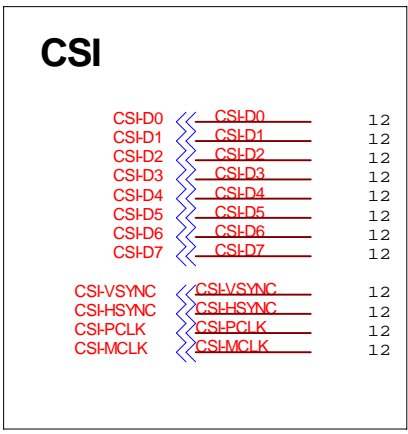 CSI
CSI-D0 CSI-D0 12
CSI-D1 CSI-D1 12
CSI-D2 CSI-D2 12
CSI-D3 CSI-D3 12
CSI-D4 CSI-D4 12
CSI-D5 CSI-D5 12
CSI-D6 CSI-D6 12
CSI-D7 CSI-D7 12
CSI-VSYNC CSI-VSYNC 12
CSI-HSYNC CSI-HSYNC 12
CSI-PCLK CSI-PCLK 12
CSI-MCLK CSI-MCLK 12